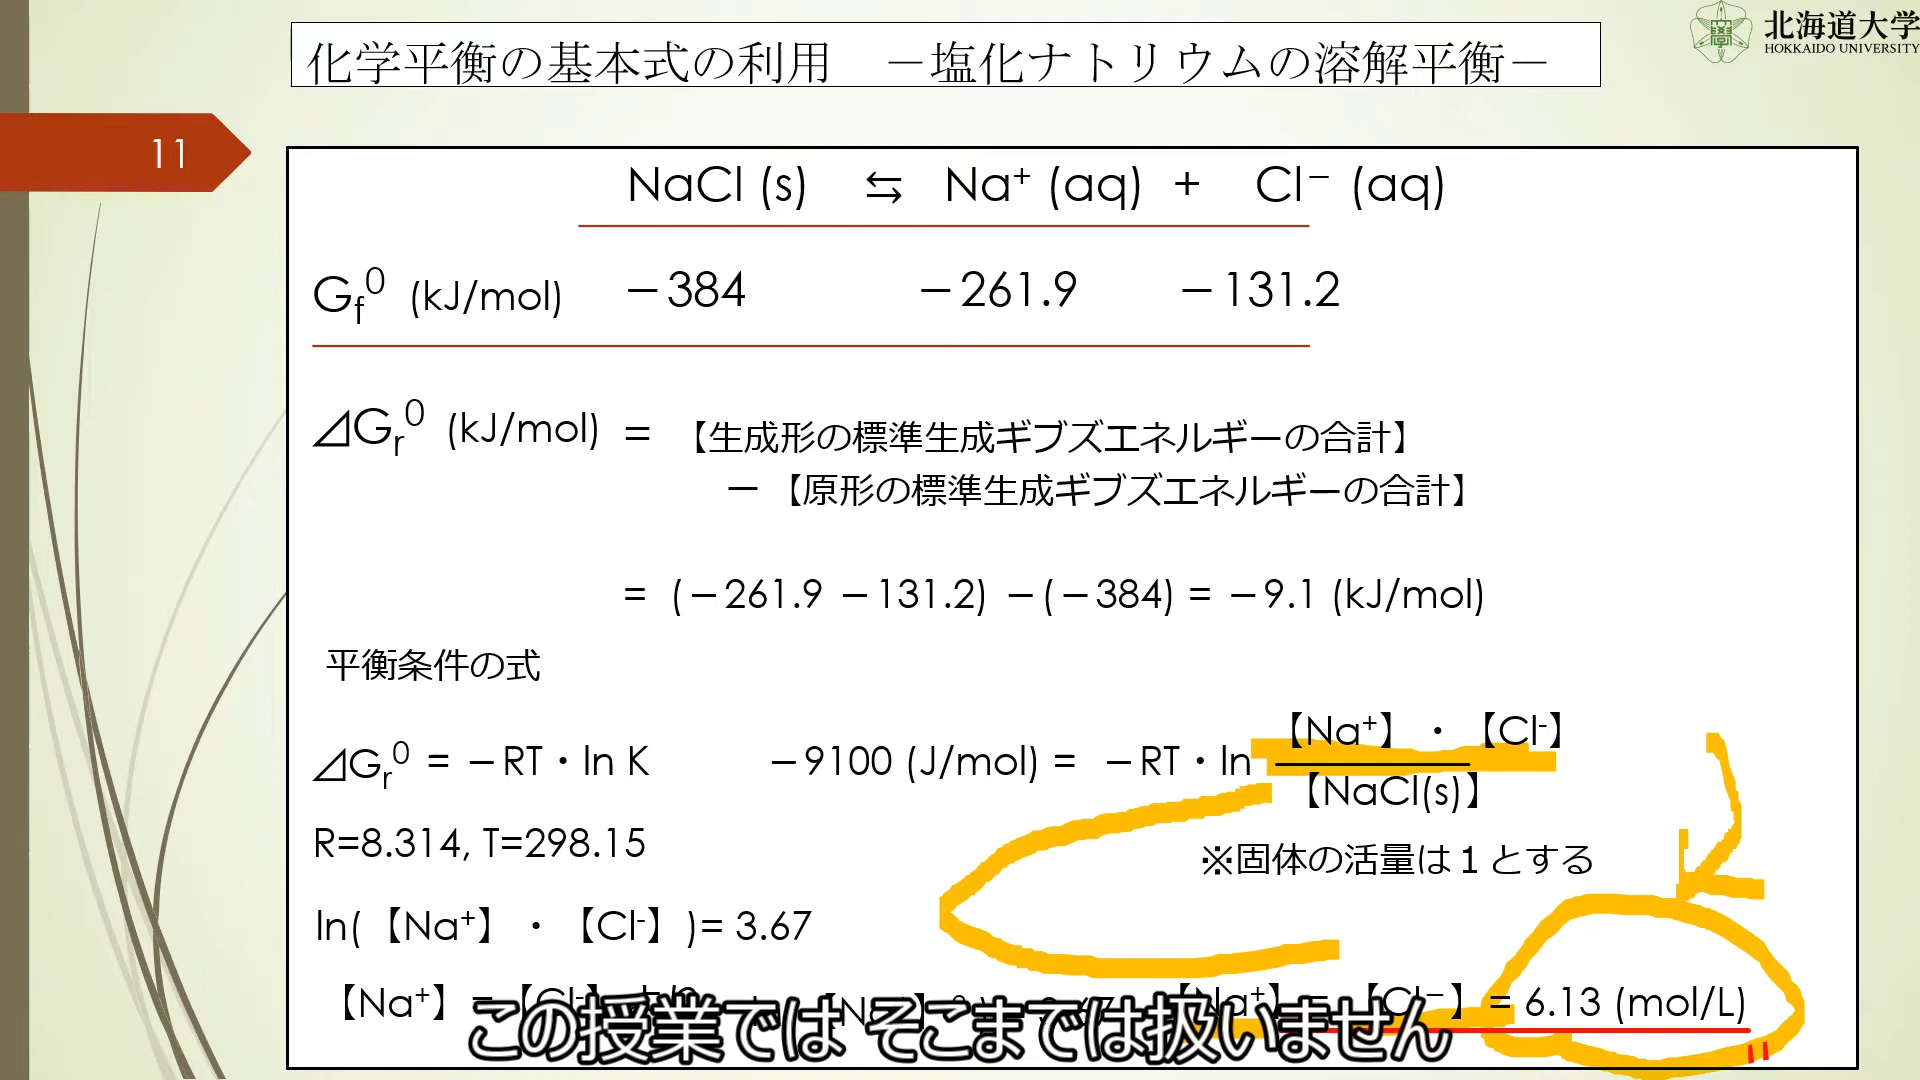 化学平衡の基本式の利用　－塩化ナトリウムの溶解平衡－
北海道大学
HOKKAIDO UNIVERSITY
11
NaCl (s) ⇆ Na⁺ (aq) + Cl⁻ (aq)
Gf⁰ (kJ/mol) －384 －261.9 －131.2
⊿Gr⁰ (kJ/mol) = 【生成形の標準生成ギブズエネルギーの合計】
－【原形の標準生成ギブズエネルギーの合計】
= (－261.9 －131.2) －(－384) = －9.1 (kJ/mol)
平衡条件の式
⊿Gr⁰ = －RT・ln K －9100 (J/mol) = －RT・ln 【Na⁺】・【Cl⁻】
【NaCl(s)】
R=8.314, T=298.15
※固体の活量は１とする
ln(【Na⁺】・【Cl⁻】)= 3.67
【Na⁺】=【Cl⁻】より 【Na⁺】=【Cl⁻】= 6.13 (mol/L)
この授業では そこまでは扱いません